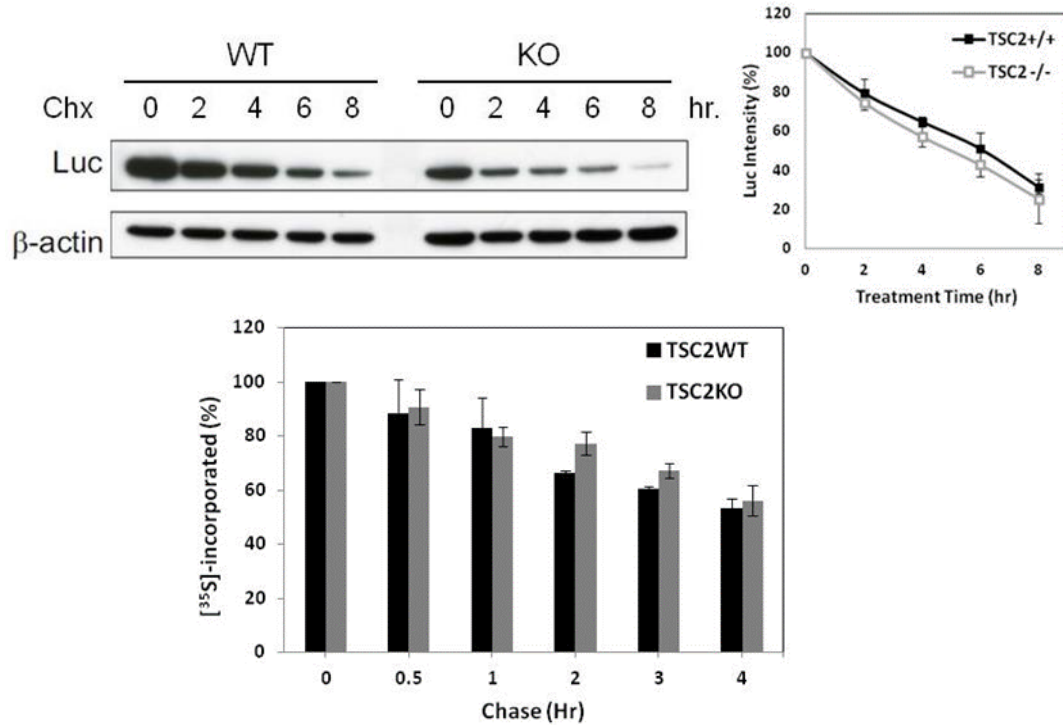 WT KO
Chx 0 2 4 6 8 0 2 4 6 8 hr.
Luc
β-actin
120
100
80
60
40
20
0
Luc Intensity (%)
TSC2+/+
TSC2 -/-
0 2 4 6 8
Treatment Time (hr)
120
100
80
60
40
20
0
[³⁵S]-incorporated (%)
TSC2WT
TSC2KO
0 0.5 1 2 3 4
Chase (Hr)